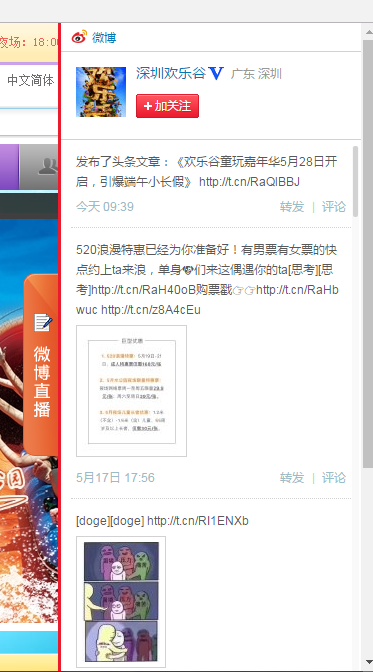 夜场：18:00
中文简体
微博
深圳欢乐谷
广东 深圳
+加关注
发布了头条文章：《欢乐谷童玩嘉年华5月28日开
启，引爆端午小长假》 http://t.cn/RaQIBBJ
今天 09:39
转发 | 评论
520浪漫特惠已经为你准备好！有男票有女票的快
点约上ta来浪，单身🐶们来这偶遇你的ta[思考][思
考]http://t.cn/RaH40oB购票戳👉👉http://t.cn/RaHb
wuc http://t.cn/z8A4cEu
巨型优惠
5月17日 17:56
转发 | 评论
[doge][doge] http://t.cn/RI1ENXb
微博直播